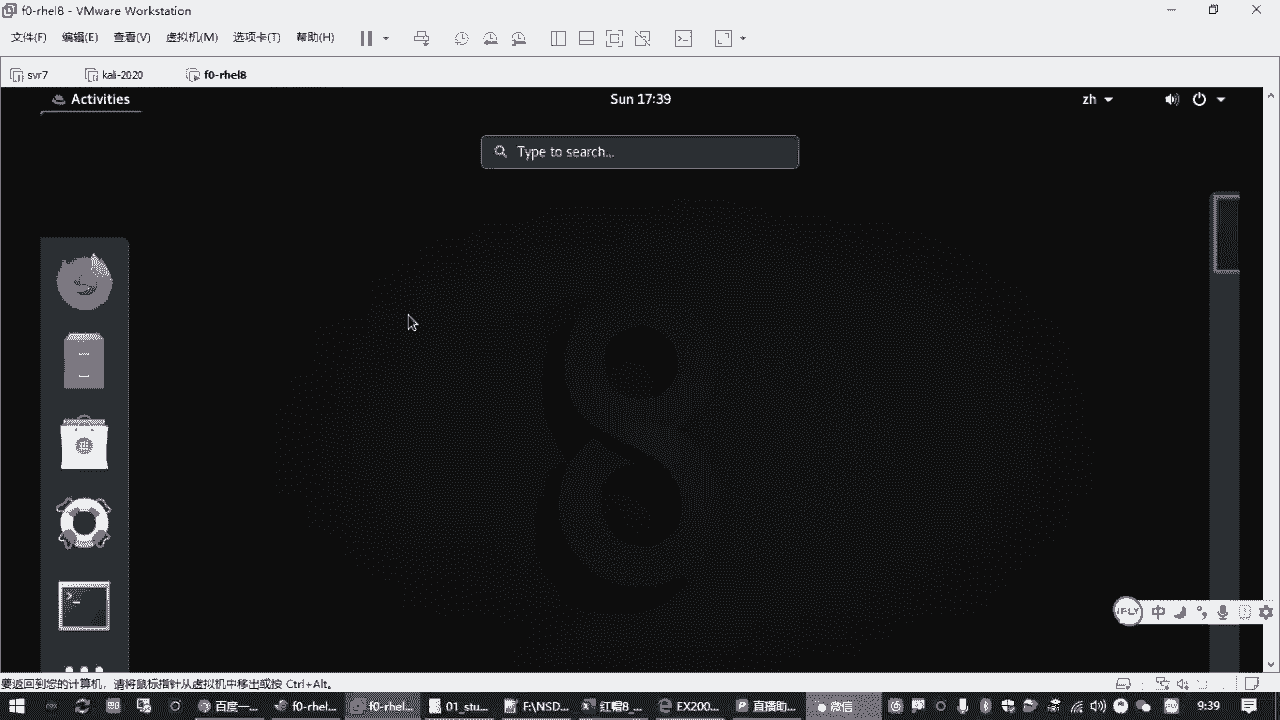 f0-rhel8 - VMware Workstation
文件(F) 编辑(E) 查看(V) 虚拟机(M) 选项卡(T) 帮助(H)
svr7 kali-2020 f0-rhel8
Activities Sun 17:39 zh
Type to search...
iFLY 中
要返回到您的计算机，请将鼠标指针从虚拟机中移出或按 Ctrl+Alt。
百度一... f0-rhel... f0-rhel... 01_stu... F:\NSD... 红帽8_... EX200... 微信 9:39